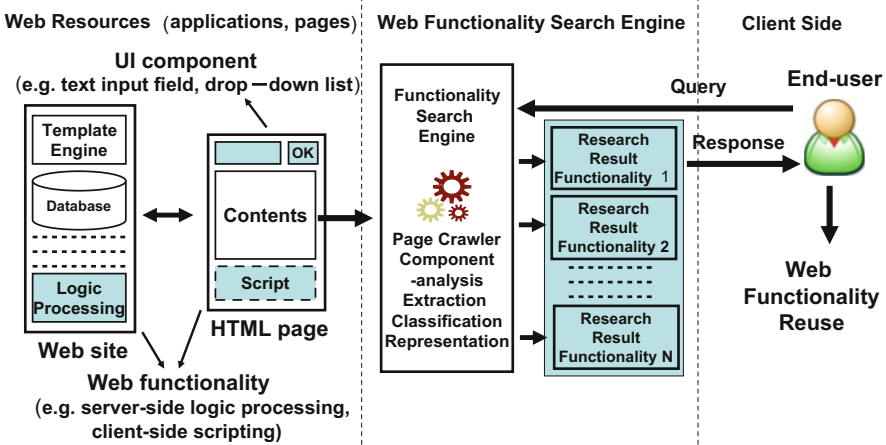 Web Resources (applications, pages)
Web Functionality Search Engine
Client Side
UI component
(e.g. text input field, drop—down list)
Template
Engine
Database
Logic
Processing
Web site
OK
Contents
Script
HTML page
Web functionality
(e.g. server-side logic processing,
client-side scripting)
Functionality
Search
Engine
Page Crawler
Component
-analysis
Extraction
Classification
Representation
Research
Result
Functionality 1
Research
Result
Functionality 2
Research
Result
Functionality N
Query
Response
End-user
Web
Functionality
Reuse